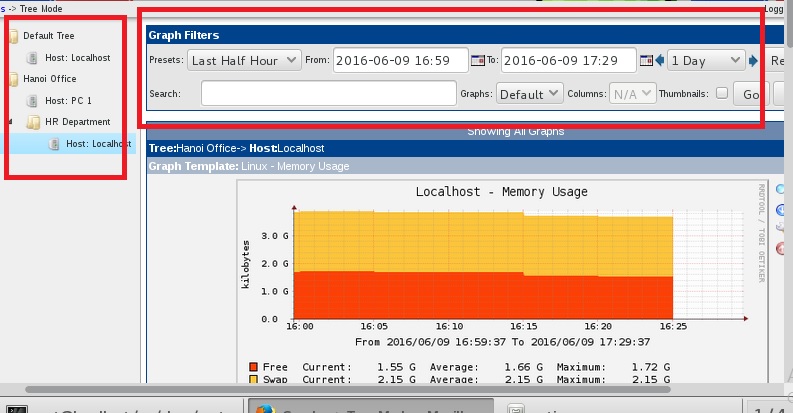 s -> Tree Mode
Logg
Default Tree
Host: Localhost
Hanoi Office
Host: PC 1
HR Department
Host: Localhost
Graph Filters
Presets: Last Half Hour From: 2016-06-09 16:59 To: 2016-06-09 17:29 1 Day Re
Search: Graphs: Default Columns: N/A Thumbnails: Go
Showing All Graphs
Tree:Hanoi Office-> Host:Localhost
Graph Template: Linux - Memory Usage
Localhost - Memory Usage
RRDTOOL / TOBI OETIKER
kilobytes
3.0 G
2.0 G
1.0 G
0.0
16:00 16:05 16:10 16:15 16:20 16:25
From 2016/06/09 16:59:37 To 2016/06/09 17:29:37
Free Current: 1.55 G Average: 1.66 G Maximum: 1.72 G
Swap Current: 2.15 G Average: 2.15 G Maximum: 2.15 G
1 / 4